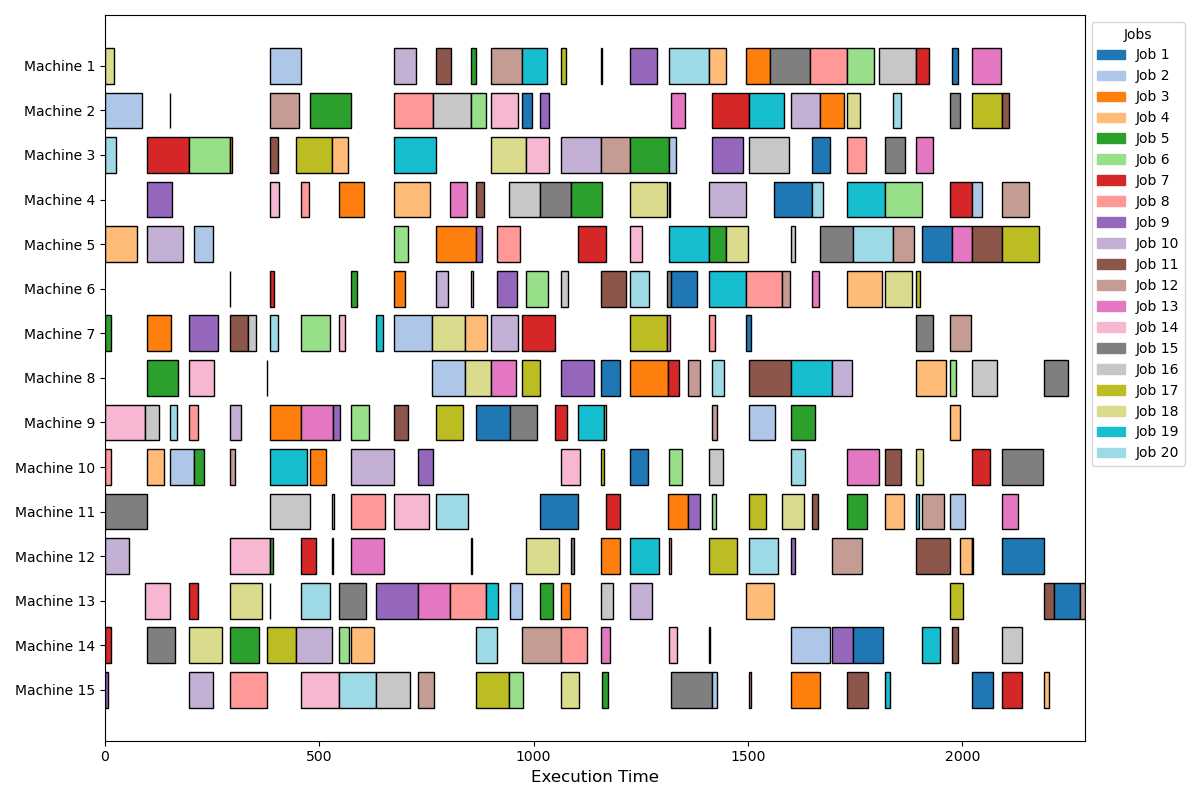 Machine 1
Machine 2
Machine 3
Machine 4
Machine 5
Machine 6
Machine 7
Machine 8
Machine 9
Machine 10
Machine 11
Machine 12
Machine 13
Machine 14
Machine 15
0 500 1000 1500 2000
Execution Time
Jobs
Job 1
Job 2
Job 3
Job 4
Job 5
Job 6
Job 7
Job 8
Job 9
Job 10
Job 11
Job 12
Job 13
Job 14
Job 15
Job 16
Job 17
Job 18
Job 19
Job 20